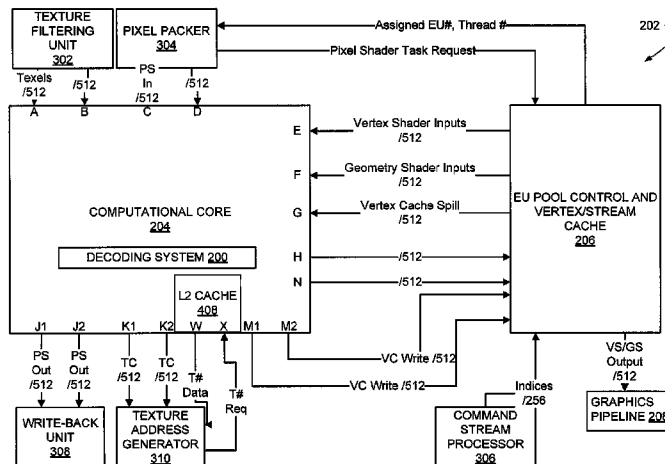 TEXTURE
FILTERING
UNIT
302
PIXEL PACKER
304
Assigned EU#, Thread #
Pixel Shader Task Request
202
Texels
/512
/512
PS
In
/512
/512
A
B
C
D
E
F
G
H
N
Vertex Shader Inputs
/512
Geometry Shader Inputs
/512
Vertex Cache Spill
/512
/512
/512
EU POOL CONTROL AND
VERTEX/STREAM
CACHE
206
COMPUTATIONAL CORE
204
DECODING SYSTEM 200
L2 CACHE
408
J1
J2
K1
K2
W
X
M1
M2
PS
Out
/512
PS
Out
/512
TC
/512
TC
/512
T#
Data
T#
Req
VC Write /512
VC Write /512
Indices
/256
VS/GS
Output
/512
WRITE-BACK
UNIT
308
TEXTURE
ADDRESS
GENERATOR
310
COMMAND
STREAM
PROCESSOR
306
GRAPHICS
PIPELINE 208